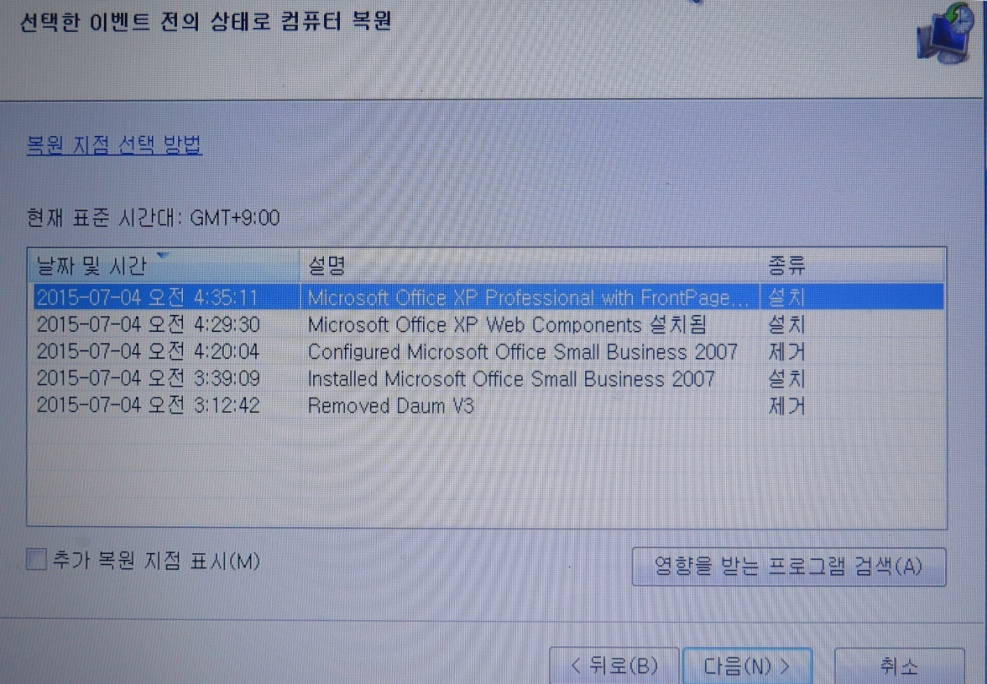 선택한 이벤트 전의 상태로 컴퓨터 복원
복원 지점 선택 방법
현재 표준 시간대: GMT+9:00
날짜 및 시간 설명 종류
2015-07-04 오전 4:35:11 Microsoft Office XP Professional with FrontPage... 설치
2015-07-04 오전 4:29:30 Microsoft Office XP Web Components 설치됨 설치
2015-07-04 오전 4:20:04 Configured Microsoft Office Small Business 2007 제거
2015-07-04 오전 3:39:09 Installed Microsoft Office Small Business 2007 설치
2015-07-04 오전 3:12:42 Removed Daum V3 제거
추가 복원 지점 표시(M)
영향을 받는 프로그램 검색(A)
< 뒤로(B) 다음(N) > 취소